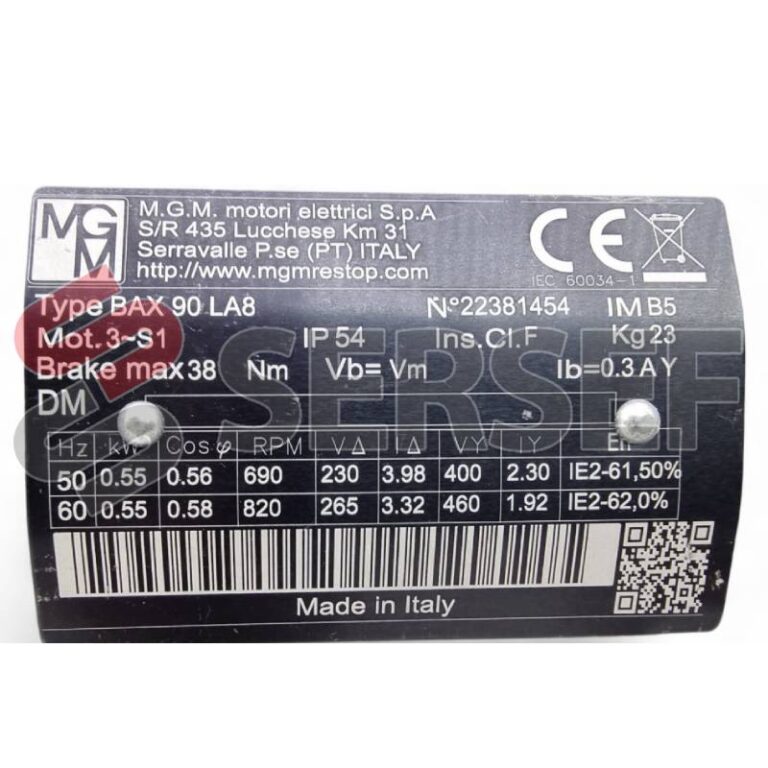 MGM
M.G.M. motori elettrici S.p.A
S/R 435 Lucchese Km 31
Serravalle P.se (PT) ITALY
http://www.mgmrestop.com
CE
IEC 60034-1
Type BAX 90 LA8 N°22381454 IM B5
Mot.3~S1 IP 54 Ins.Cl.F Kg 23
Brake max 38 Nm Vb= Vm Ib=0.3 A Y
DM
SERSEF
Hz kW Cos φ RPM V Δ I Δ VY IY Eff
50 0.55 0.56 690 230 3.98 400 2.30 IE2-61,50%
60 0.55 0.58 820 265 3.32 460 1.92 IE2-62,0%
Made in Italy